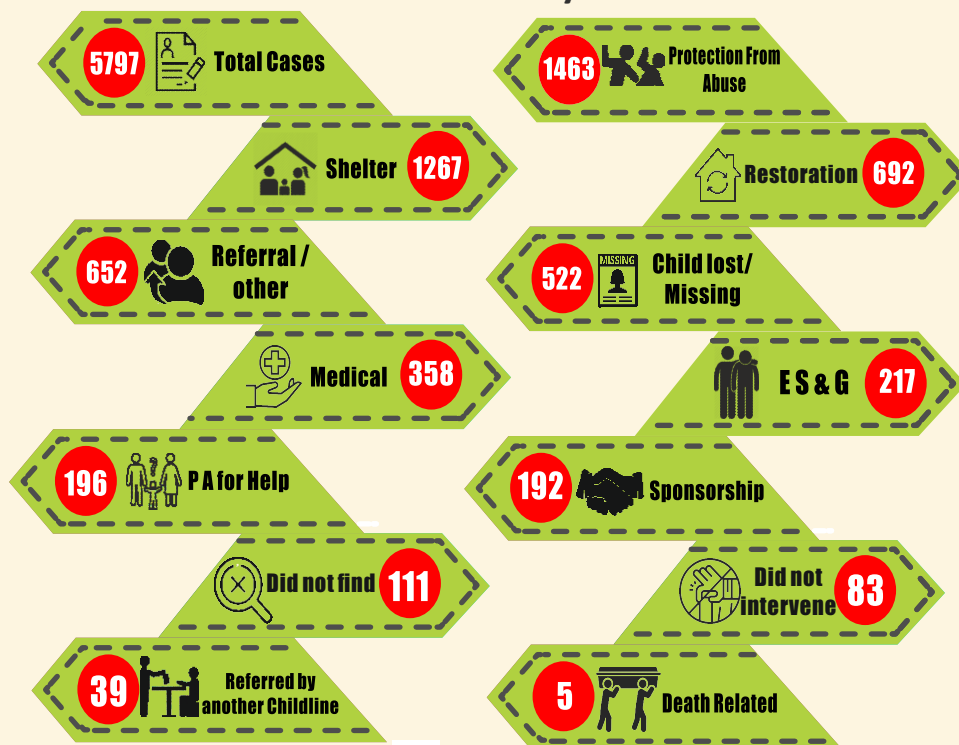 5797 Total Cases
1463 Protection From
Abuse
Shelter 1267
Restoration 692
652 Referral /
other
522 MISSING Child lost/
Missing
Medical 358
E S & G 217
196 P A for Help
192 Sponsorship
Did not find 111
Did not
intervene 83
39 Referred by
another Childline
5 Death Related